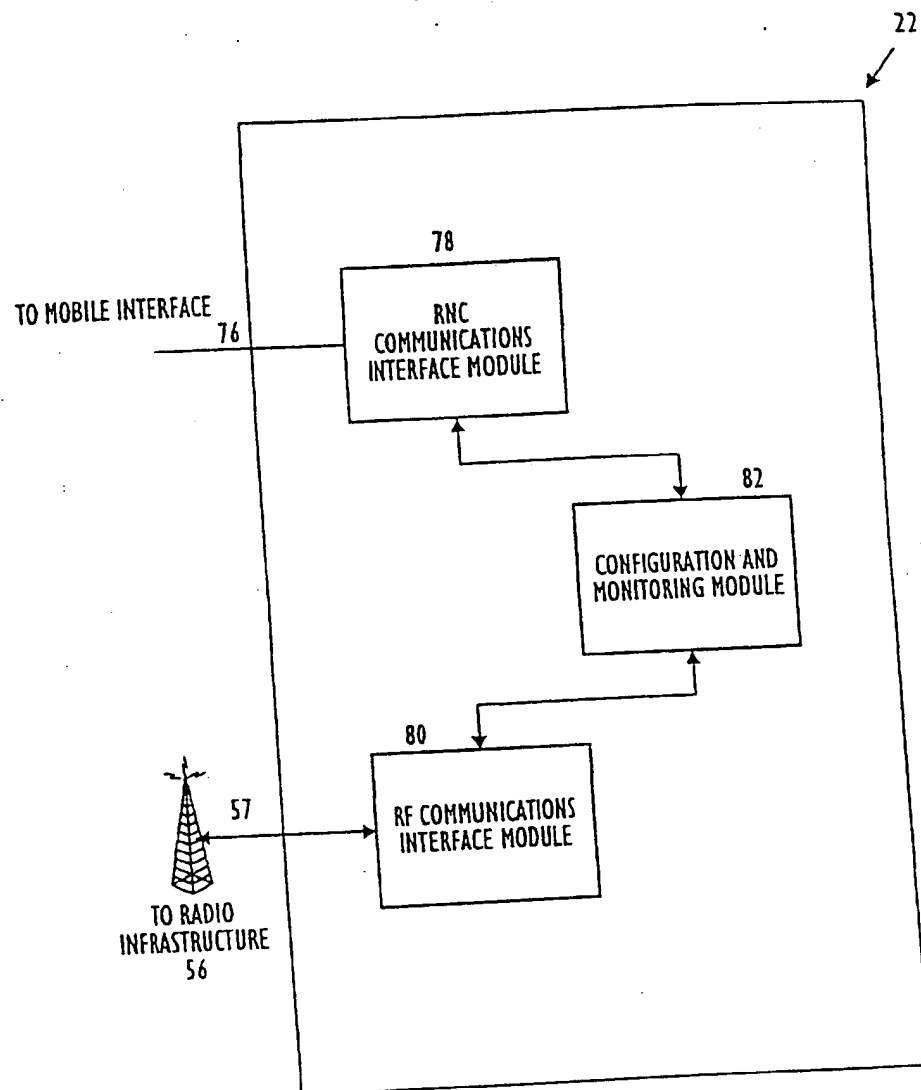 22
78
TO MOBILE INTERFACE
76
RNC
COMMUNICATIONS
INTERFACE MODULE
82
CONFIGURATION AND
MONITORING MODULE
80
57
RF COMMUNICATIONS
INTERFACE MODULE
TO RADIO
INFRASTRUCTURE
56